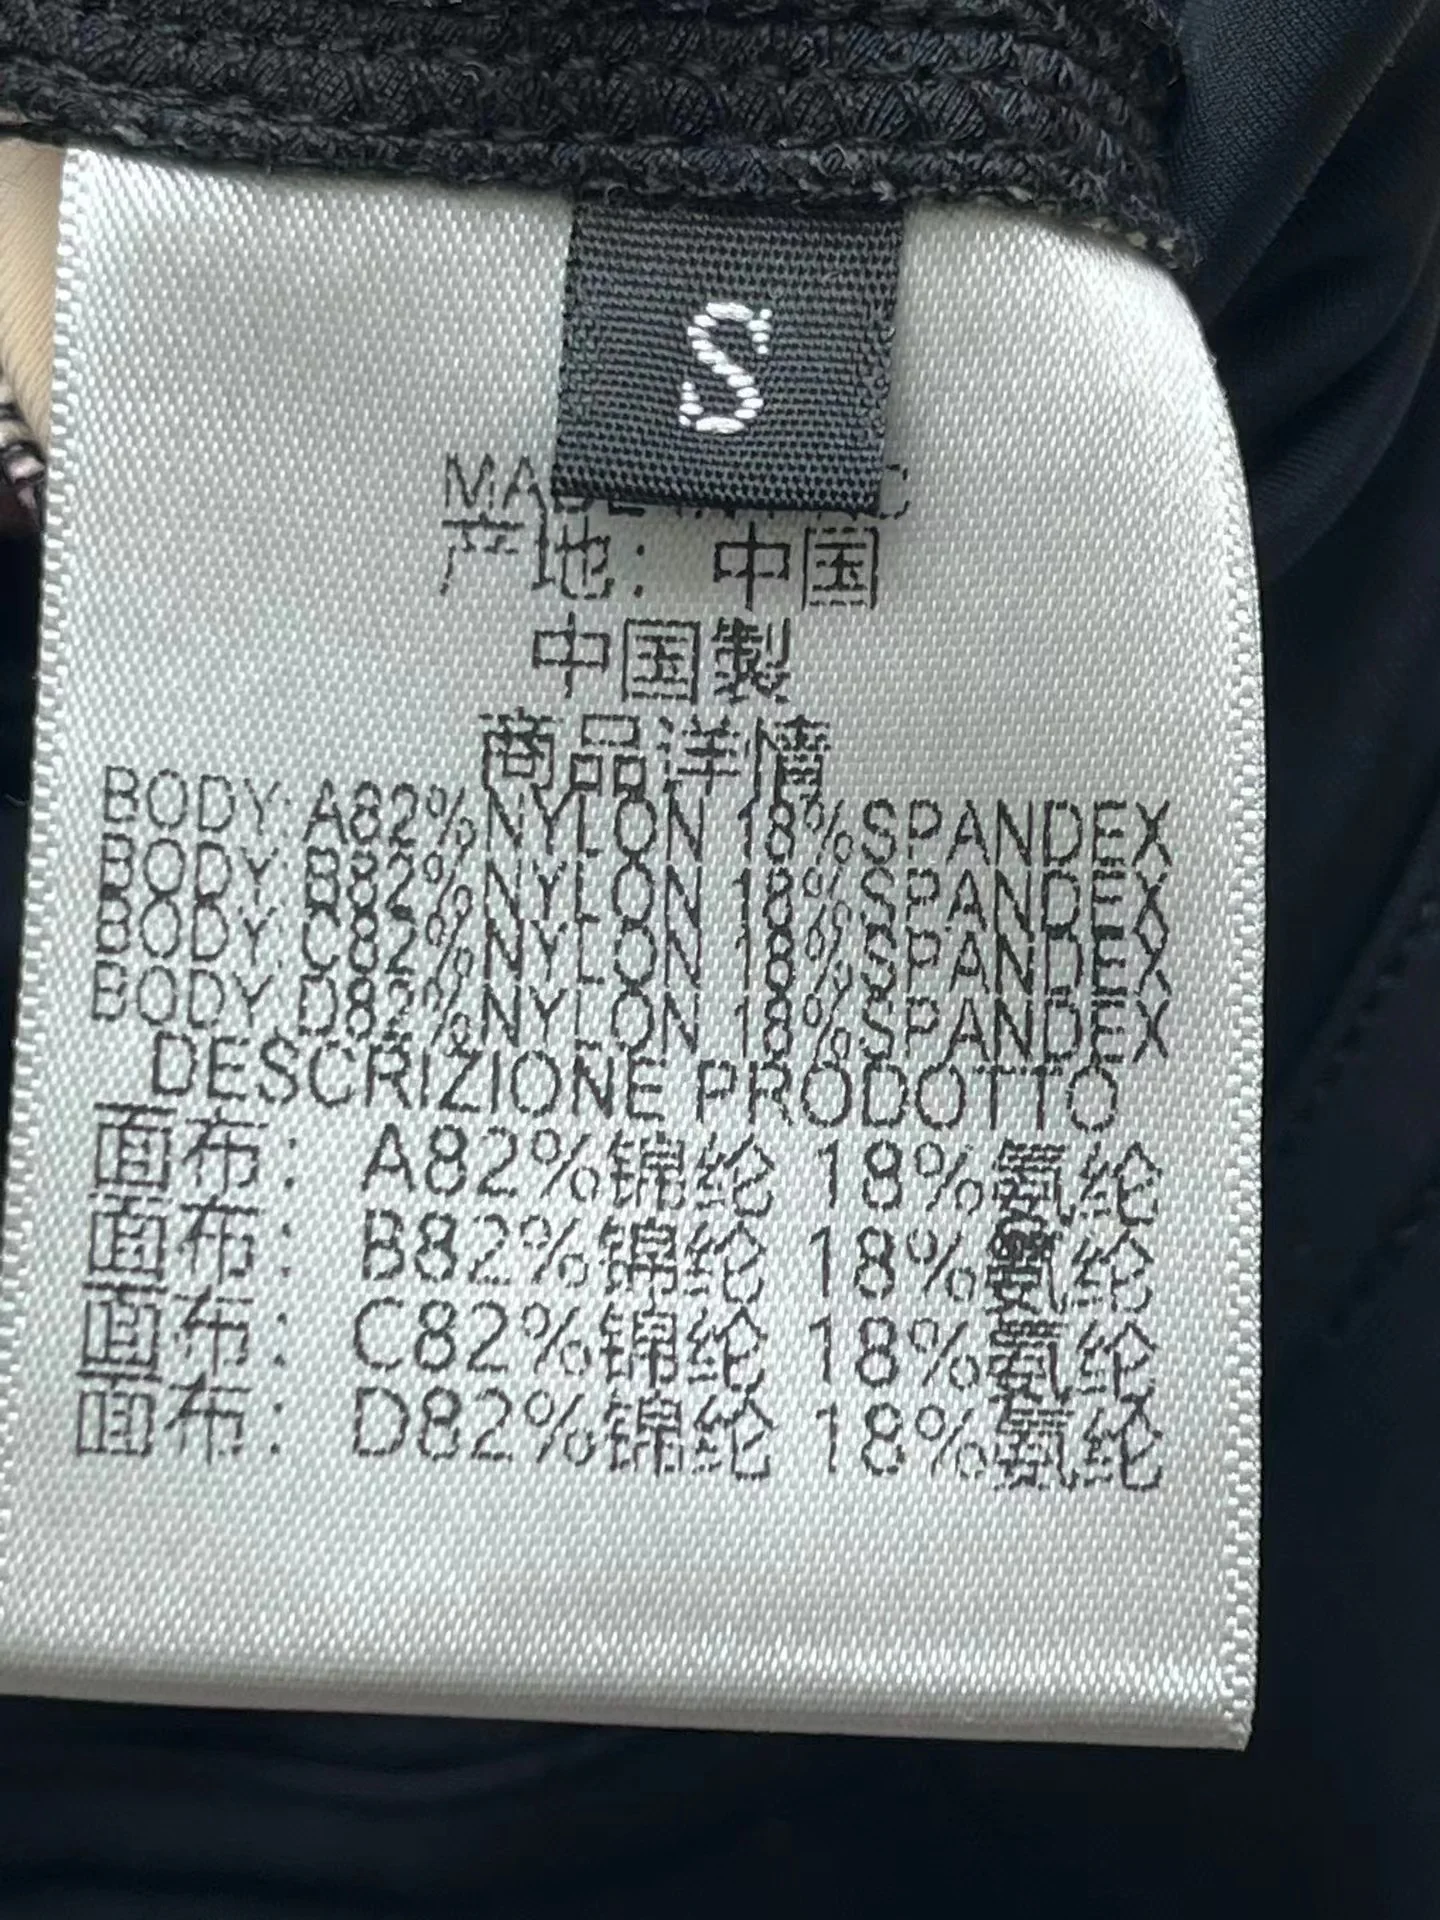 S
产地：中国
中国製
商品洋情
BODY: A82%NYLON 18%SPANDEX
BODY: B82%NYLON 18%SPANDEX
BODY: C82%NYLON 18%SPANDEX
BODY: D82%NYLON 18%SPANDEX
DESCRIZIONE PRODOTTO
面布：A82%锦纶 18%氨纶
面布：B82%锦纶 18%氨纶
面布：C82%锦纶 18%氨纶
面布：D82%锦纶 18%氨纶